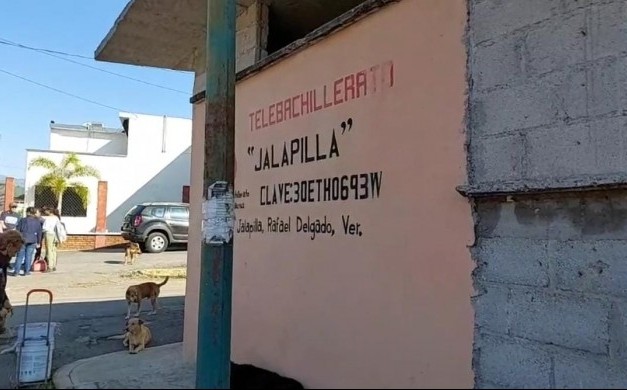 TELEBACHILLERATO
"JALAPILLA"
CLAVE:30ETH0693W
Jalapilla, Rafael Delgado, Ver.